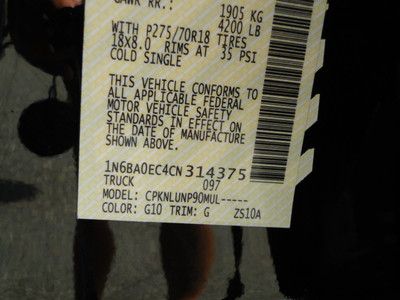 GAWR RR.: 1905 KG
4200 LB
WITH P275/70R18 TIRES
18x8.0 RIMS AT 35 PSI
COLD SINGLE
THIS VEHICLE CONFORMS TO
ALL APPLICABLE FEDERAL
MOTOR VEHICLE SAFETY
STANDARDS IN EFFECT ON
THE DATE OF MANUFACTURE
SHOWN ABOVE.
1N6BA0EC4CN314375
TRUCK 097
MODEL: CPKNLUNP90MUL-----
COLOR: G10 TRIM: G ZS10A